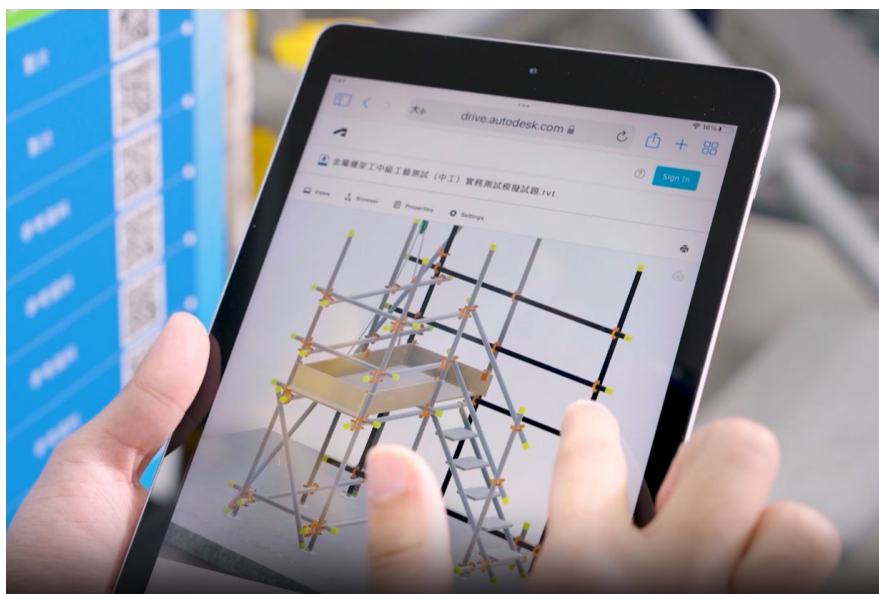 16%
大小
drive.autodesk.com
金屬棚架工中級工藝測試（中工）實務測試模擬試題.rvt
Sign In
Views
Browser
Properties
Settings